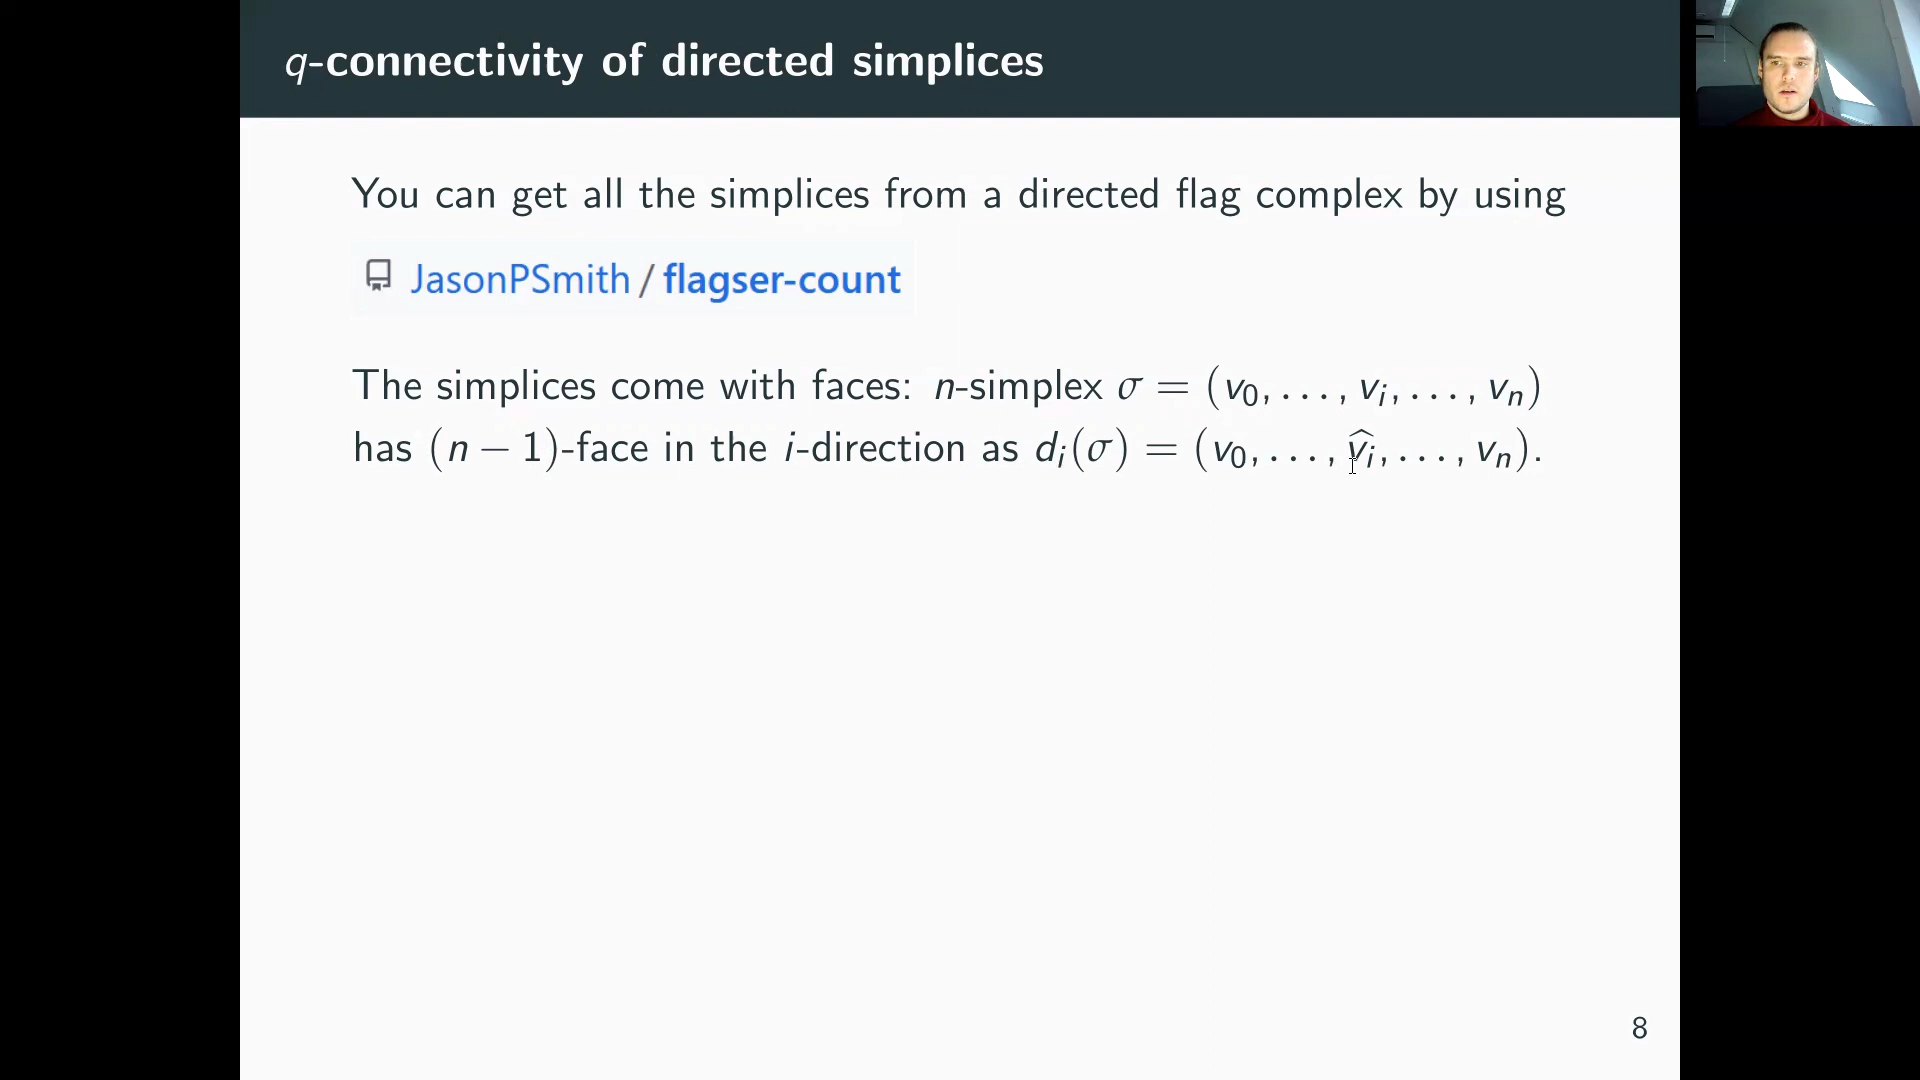 q-connectivity of directed simplices
You can get all the simplices from a directed flag complex by using
JasonPSmith / flagser-count
The simplices come with faces: n-simplex σ = (v₀, . . . , vᵢ, . . . , vₙ)
has (n − 1)-face in the i-direction as dᵢ(σ) = (v₀, . . . , v̂ᵢ, . . . , vₙ).
8